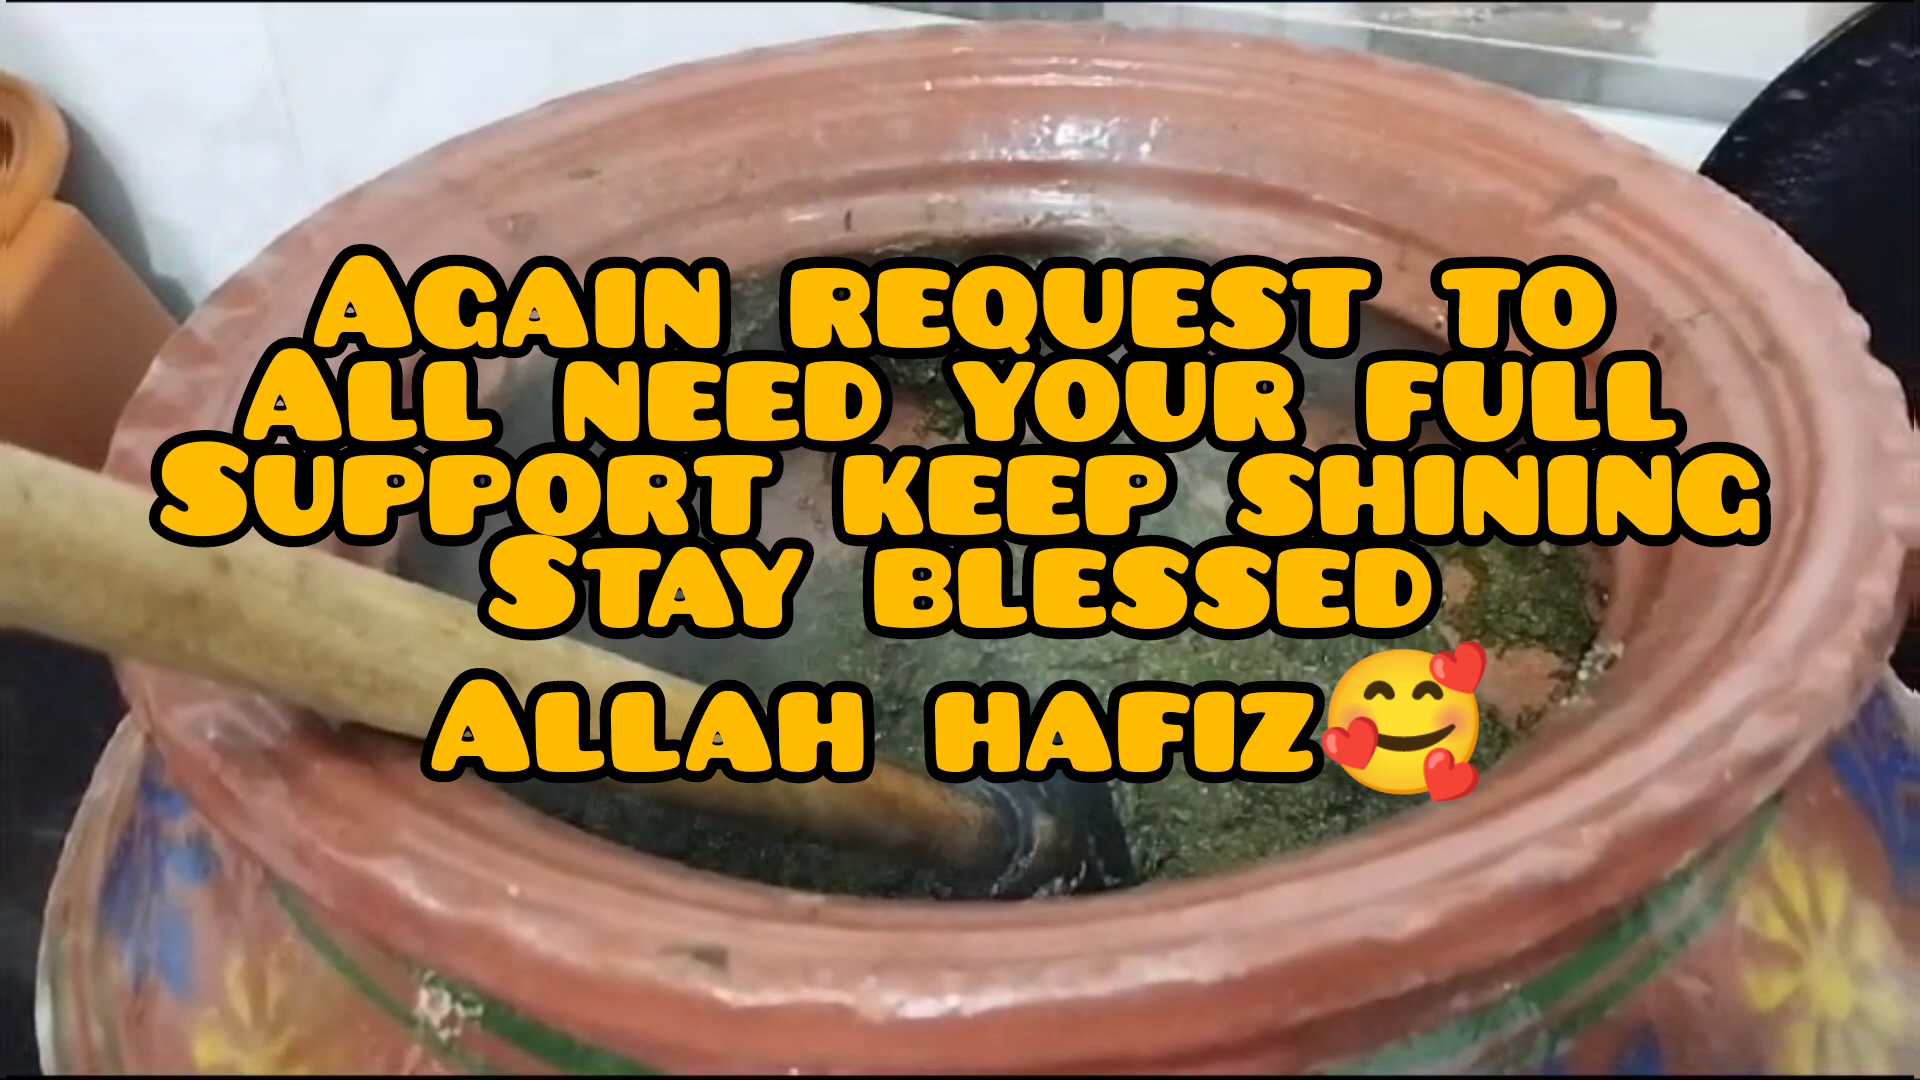 Again request to
All need your full
Support keep shining
Stay blessed
Allah hafiz🥰